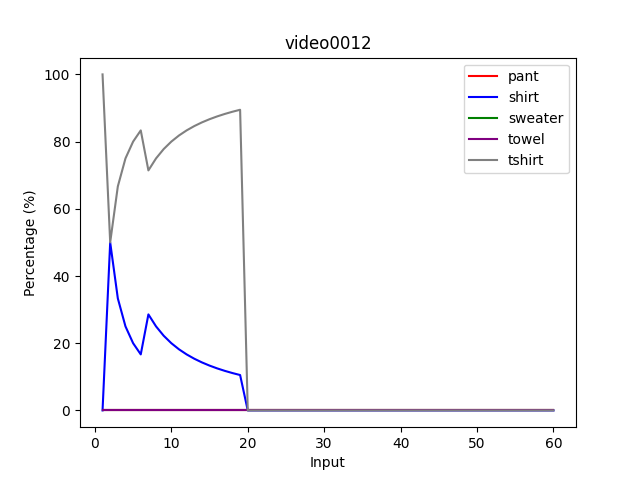 video0012
100
80
60
40
20
0
Percentage (%)
0 10 20 30 40 50 60
Input
pant
shirt
sweater
towel
tshirt